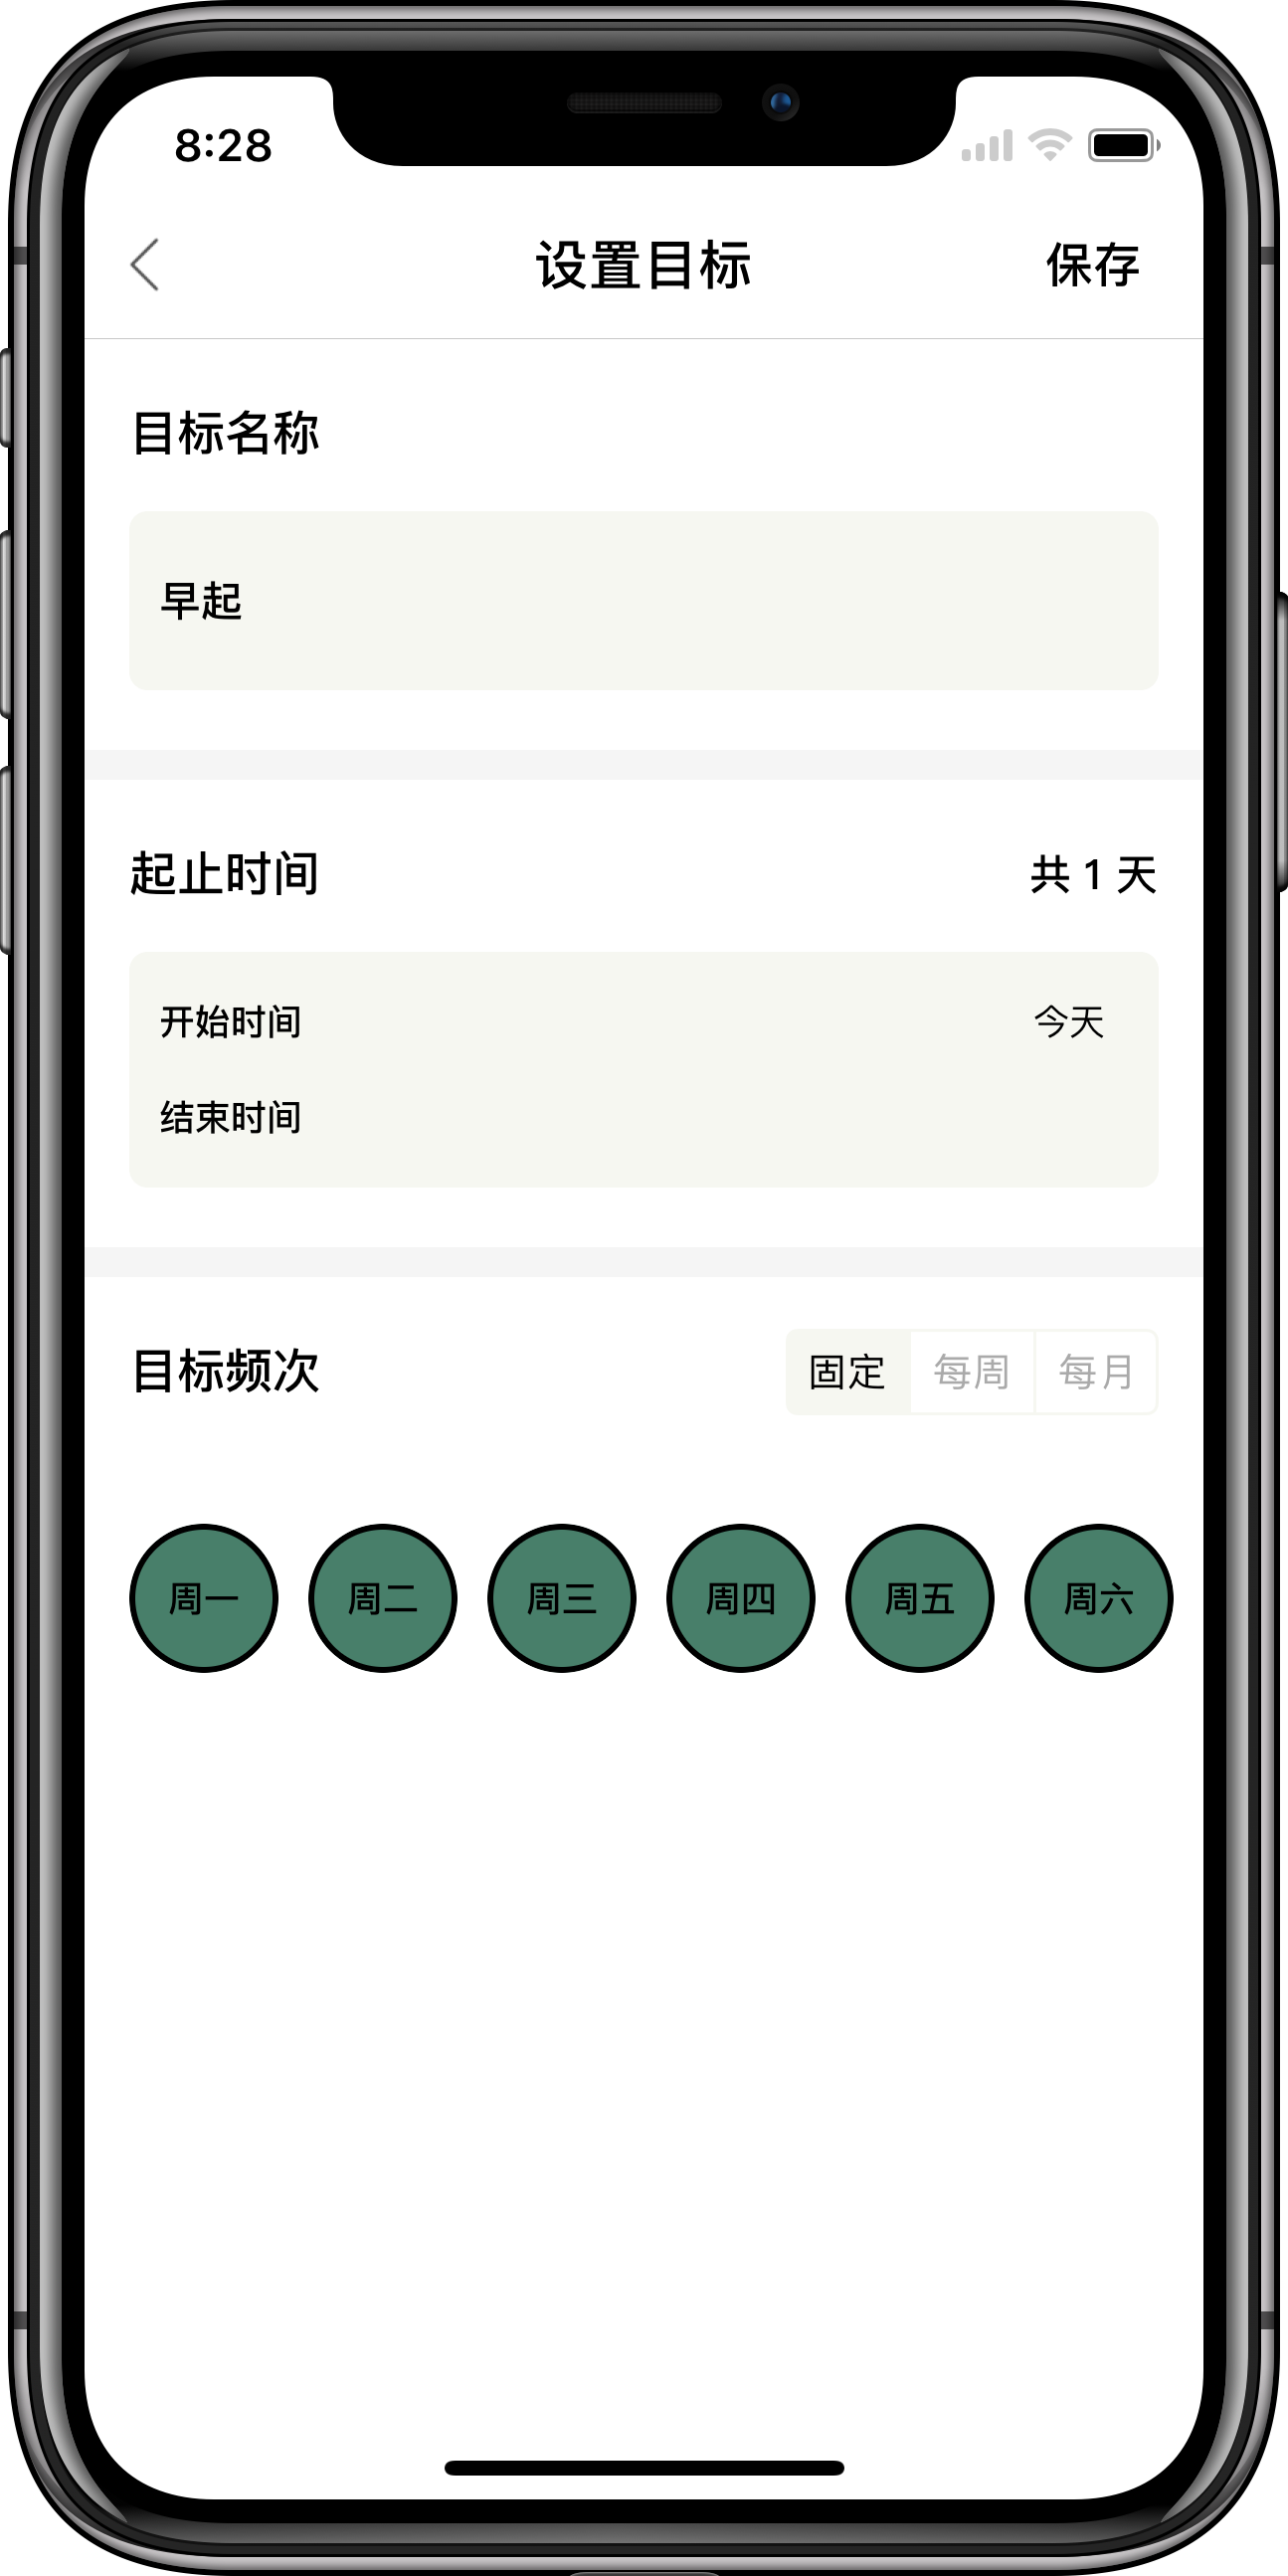 8:28
设置目标 保存
目标名称
早起
起止时间 共 1 天
开始时间 今天
结束时间
目标频次 固定 每周 每月
周一 周二 周三 周四 周五 周六